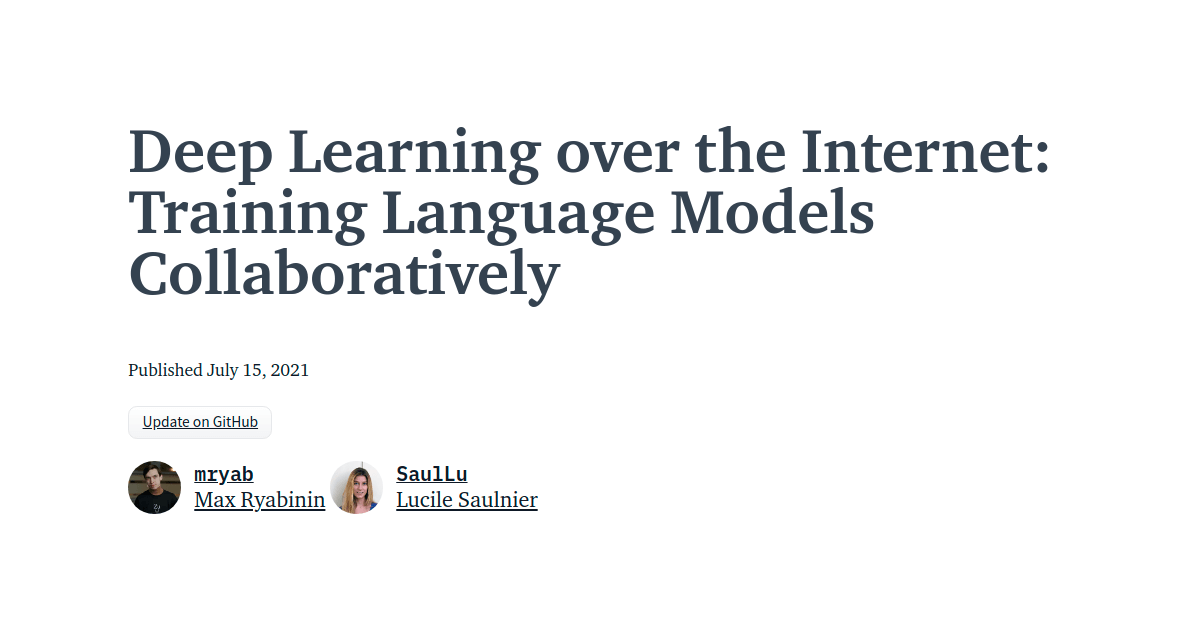 Deep Learning over the Internet:
Training Language Models
Collaboratively
Published July 15, 2021
Update on GitHub
mryab
Max Ryabinin
SaulLu
Lucile Saulnier